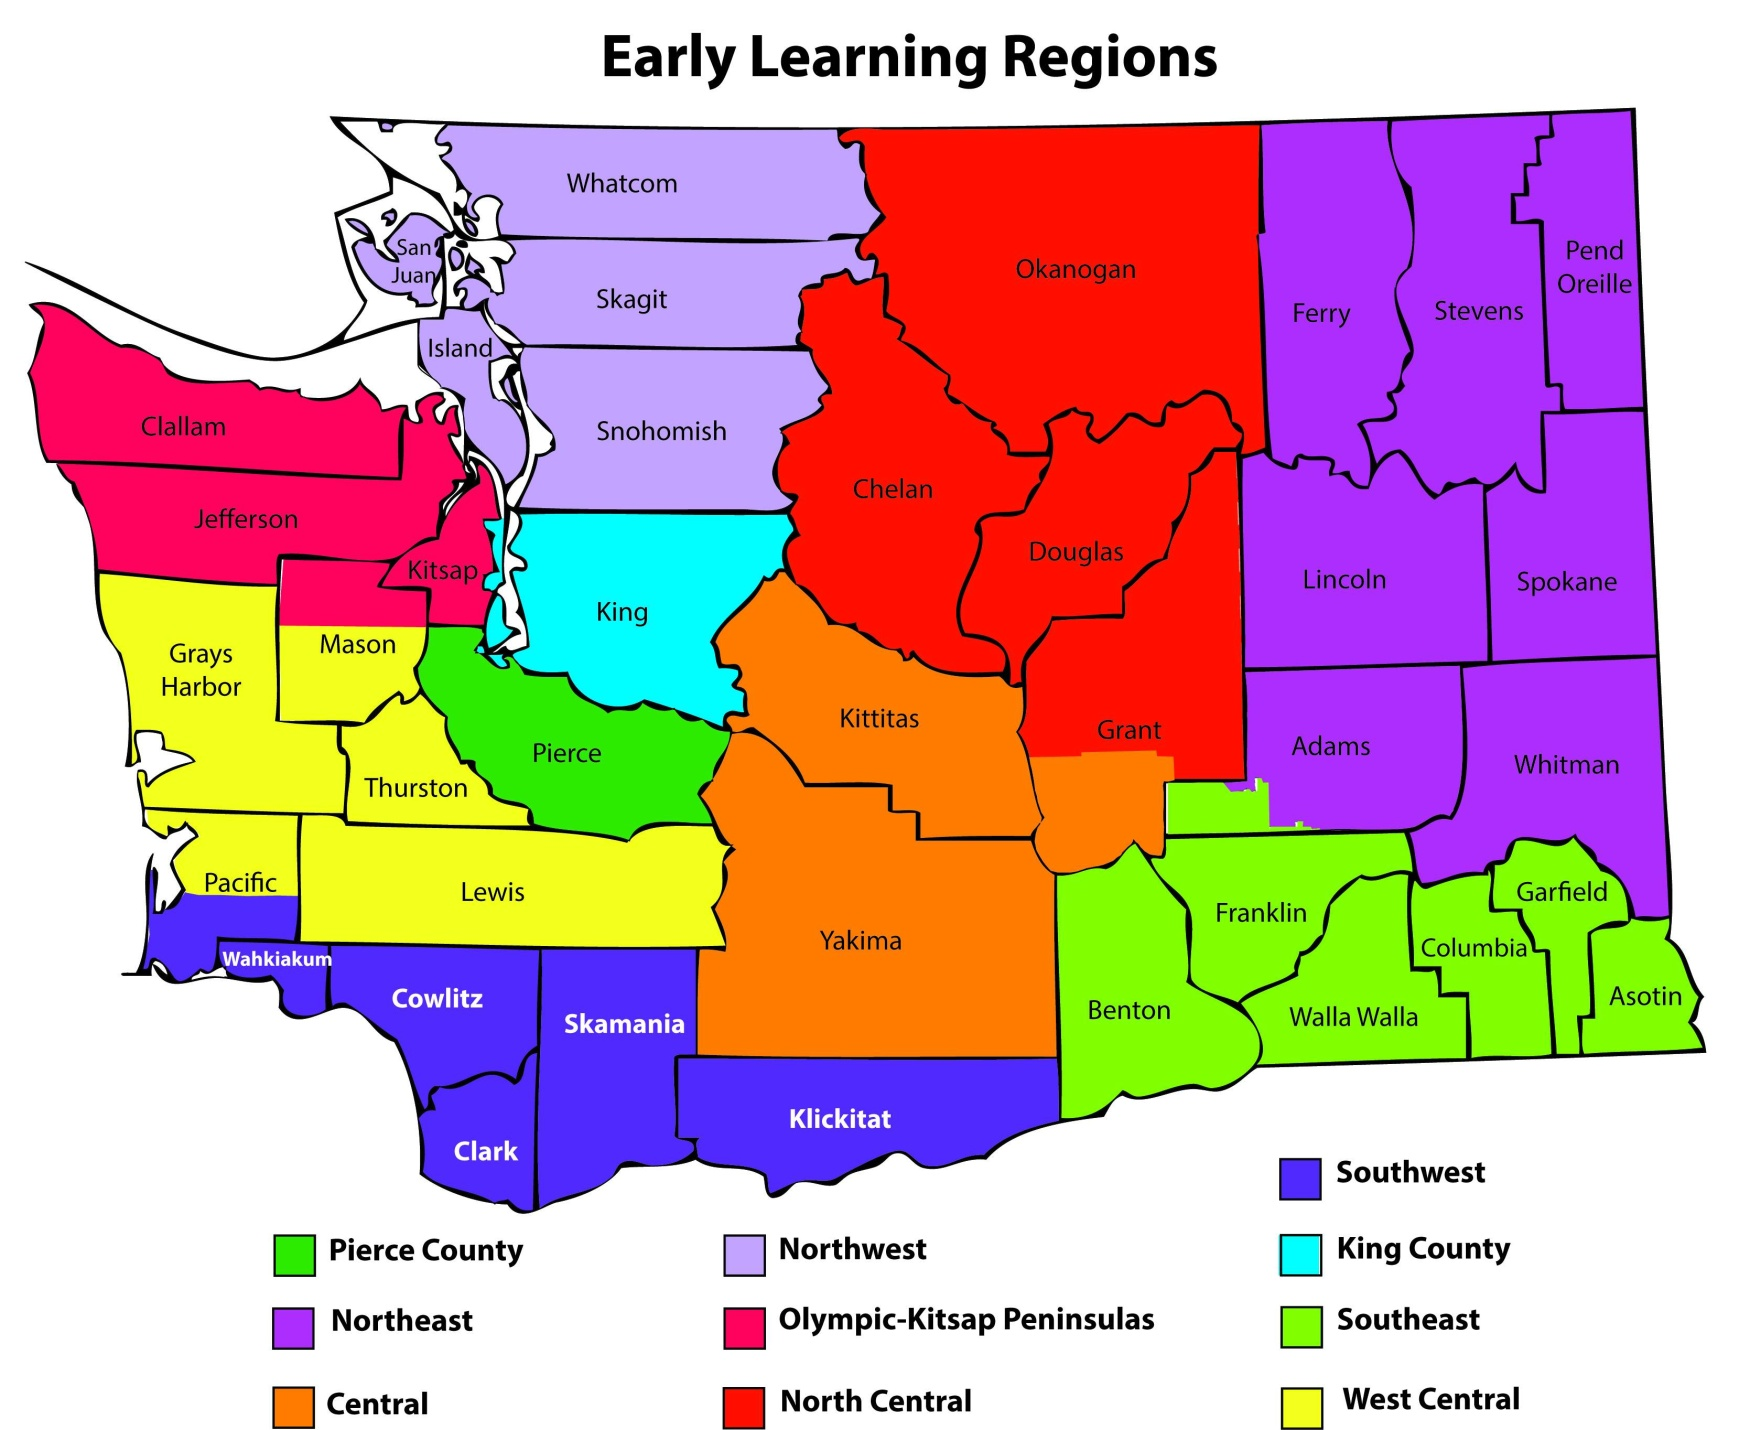 Early Learning Regions
Whatcom
San
Juan
Skagit
Island
Snohomish
Okanogan
Ferry
Stevens
Pend
Oreille
Clallam
Jefferson
Kitsap
King
Chelan
Douglas
Lincoln
Spokane
Grays
Harbor
Mason
Thurston
Pierce
Kittitas
Grant
Adams
Whitman
Pacific
Lewis
Yakima
Benton
Franklin
Walla Walla
Columbia
Garfield
Asotin
Wahkiakum
Cowlitz
Skamania
Clark
Klickitat
Southwest
Pierce County
Northwest
King County
Northeast
Olympic-Kitsap Peninsulas
Southeast
Central
North Central
West Central